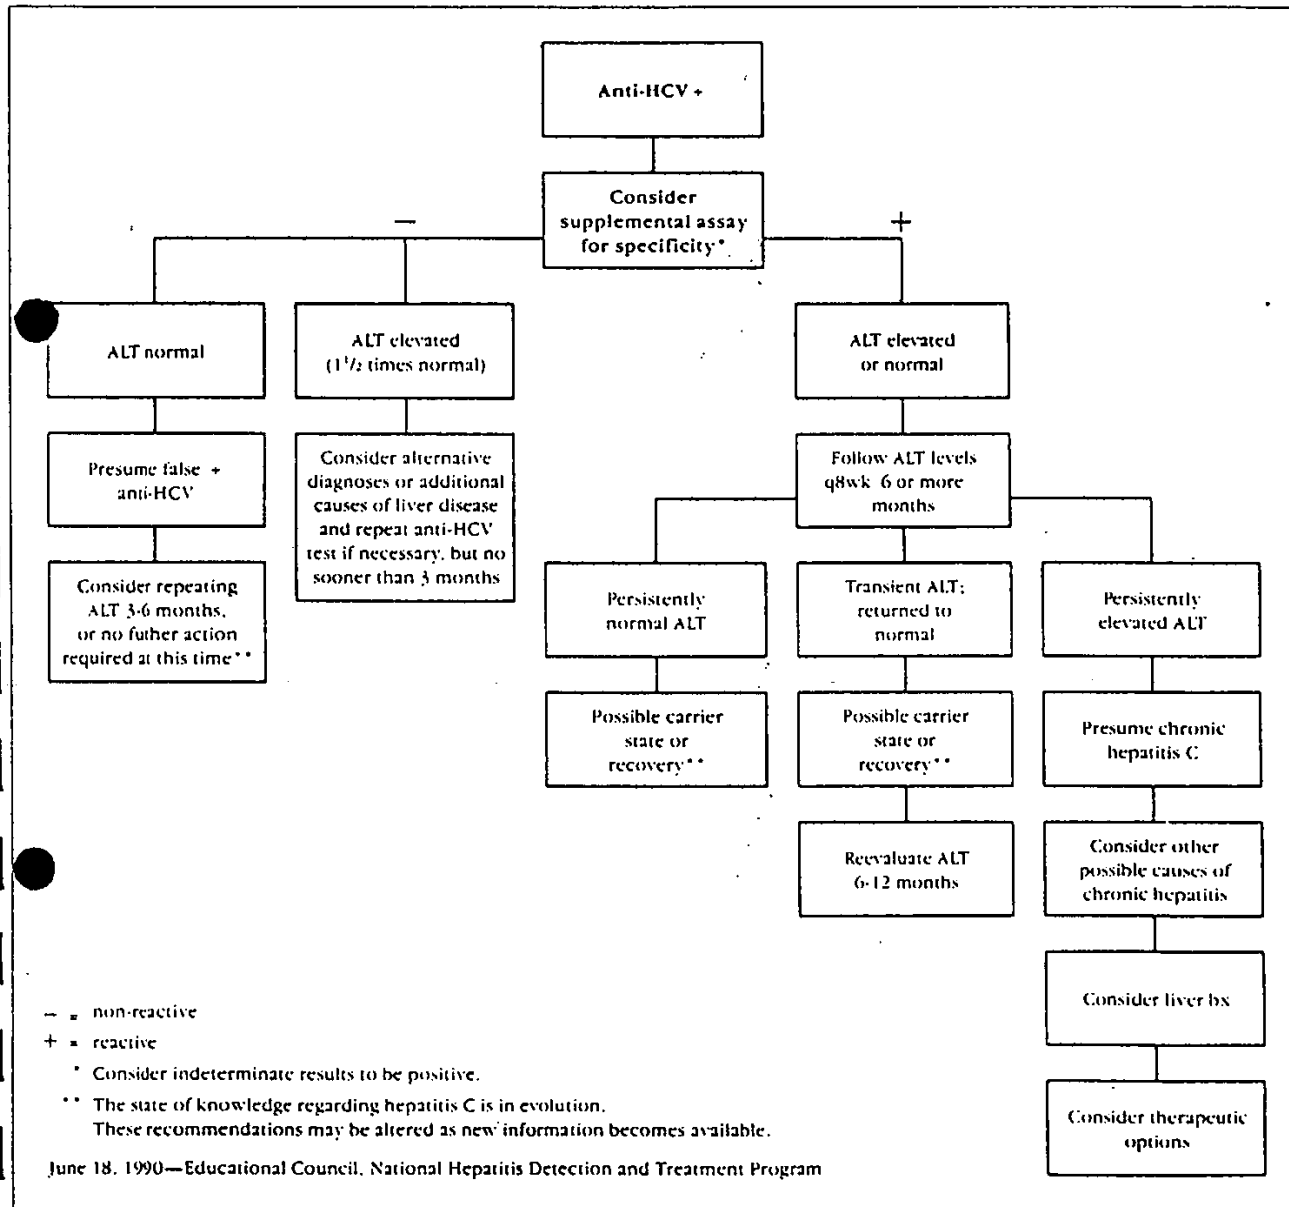 Anti-HCV +
Consider
supplemental assay
for specificity*
−
+
ALT normal
ALT elevated
(1 1/2 times normal)
ALT elevated
or normal
Presume false +
anti-HCV
Consider alternative
diagnoses or additional
causes of liver disease
and repeat anti-HCV
test if necessary, but no
sooner than 3 months
Follow ALT levels
q8wk 6 or more
months
Consider repeating
ALT 3-6 months,
or no futher action
required at this time**
Persistently
normal ALT
Transient ALT;
returned to
normal
Persistently
elevated ALT
Possible carrier
state or
recovery**
Possible carrier
state or
recovery**
Presume chronic
hepatitis C
Reevaluate ALT
6-12 months
Consider other
possible causes of
chronic hepatitis
Consider liver bx
Consider therapeutic
options
− = non-reactive
+ = reactive
* Consider indeterminate results to be positive.
** The state of knowledge regarding hepatitis C is in evolution.
These recommendations may be altered as new information becomes available.
June 18, 1990—Educational Council, National Hepatitis Detection and Treatment Program